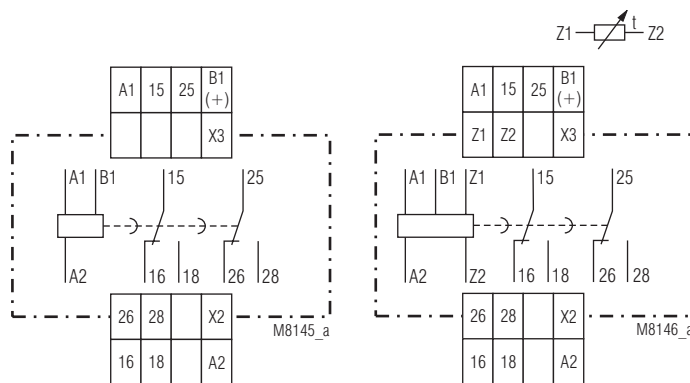 Z1 t Z2
A1 15 25 B1 (+)
X3
A1 B1 15 25
A2 16 18 26 28
26 28 X2
M8145_a
16 18 A2
A1 15 25 B1 (+)
Z1 Z2 X3
A1 B1 Z1 15 25
A2 Z2 16 18 26 28
26 28 X2
M8146_a
16 18 A2